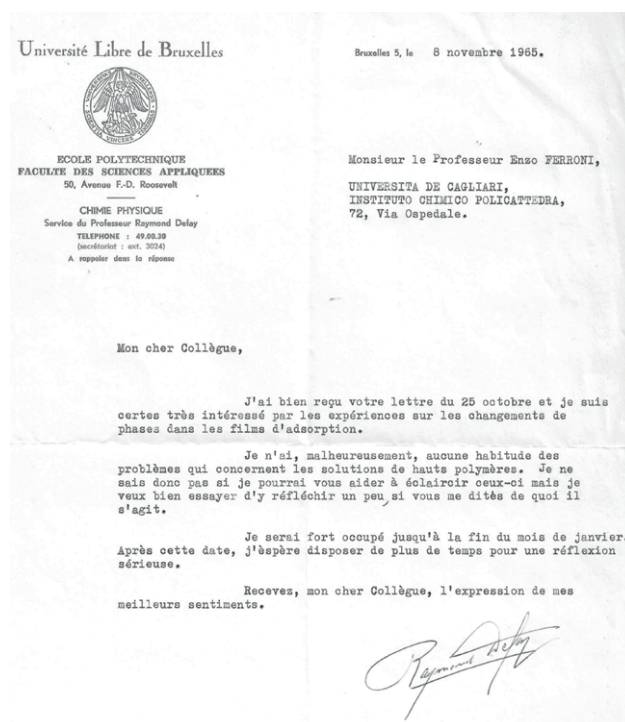 Université Libre de Bruxelles
Bruxelles 5, le 8 novembre 1965.
ECOLE POLYTECHNIQUE
FACULTE DES SCIENCES APPLIQUEES
50, Avenue F.-D. Roosevelt
CHIMIE PHYSIQUE
Service du Professeur Raymond Defay
TELEPHONE : 49.00.30
(secrétariat : ext. 3024)
A rappeler dans la réponse
Monsieur le Professeur Enzo FERRONI,
UNIVERSITA DE CAGLIARI,
INSTITUTO CHIMICO POLICATTEDRA,
72, Via Ospedale.
Mon cher Collègue,
J'ai bien reçu votre lettre du 25 octobre et je suis
certes très intéressé par les expériences sur les changements de
phases dans les films d'adsorption.
Je n'ai, malheureusement, aucune habitude des
problèmes qui concernent les solutions de hauts polymères. Je ne
sais donc pas si je pourrai vous aider à éclaircir ceux-ci mais je
veux bien essayer d'y réfléchir un peu, si vous me dites de quoi il
s'agit.
Je serai fort occupé jusqu'à la fin du mois de janvier.
Après cette date, j'èspère disposer de plus de temps pour une réflexion
sérieuse.
Recevez, mon cher Collègue, l'expression de mes
meilleurs sentiments.
Raymond Defay